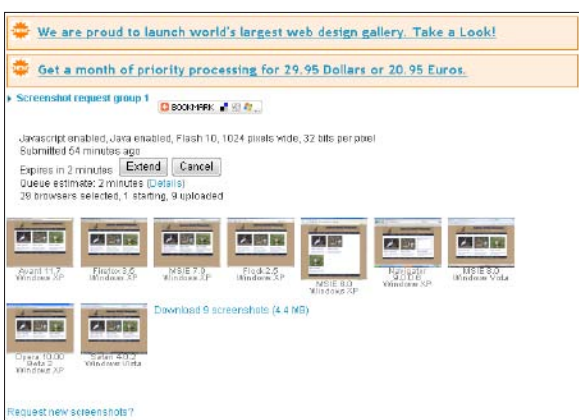 We are proud to launch world's largest web design gallery. Take a Look!
Get a month of priority processing for 29.95 Dollars or 20.95 Euros.
Screenshot request group 1
BOOKMARK
Javascript enabled, Java enabled, Flash 10, 1024 pixels wide, 32 bits per pixel
Submitted 54 minutes ago
Expires in 2 minutes Extend Cancel
Queue estimate: 2 minutes (Details)
29 browsers selected, 1 starting, 9 uploaded
Avant 11.7 Windows XP
Firefox 3.5 Windows XP
MSIE 7.0 Windows XP
Flock 2.5 Windows XP
MSIE 6.0 Windows XP
Navigator 9.0.0.6 Windows XP
MSIE 8.0 Windows Vista
Opera 10.00 Beta 2 Windows XP
Safari 4.0.2 Windows Vista
Download 9 screenshots (4.4 MB)
Request new screenshots?